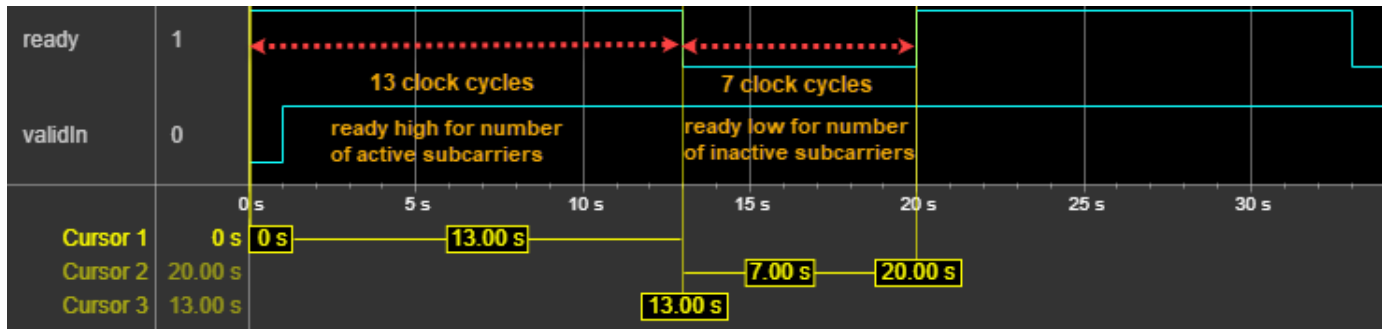 ready 1
13 clock cycles 7 clock cycles
validIn 0
ready high for number ready low for number
of active subcarriers of inactive subcarriers
0 s 5 s 10 s 15 s 20 s 25 s 30 s
Cursor 1 0 s 0 s 13.00 s
Cursor 2 20.00 s 7.00 s 20.00 s
Cursor 3 13.00 s 13.00 s